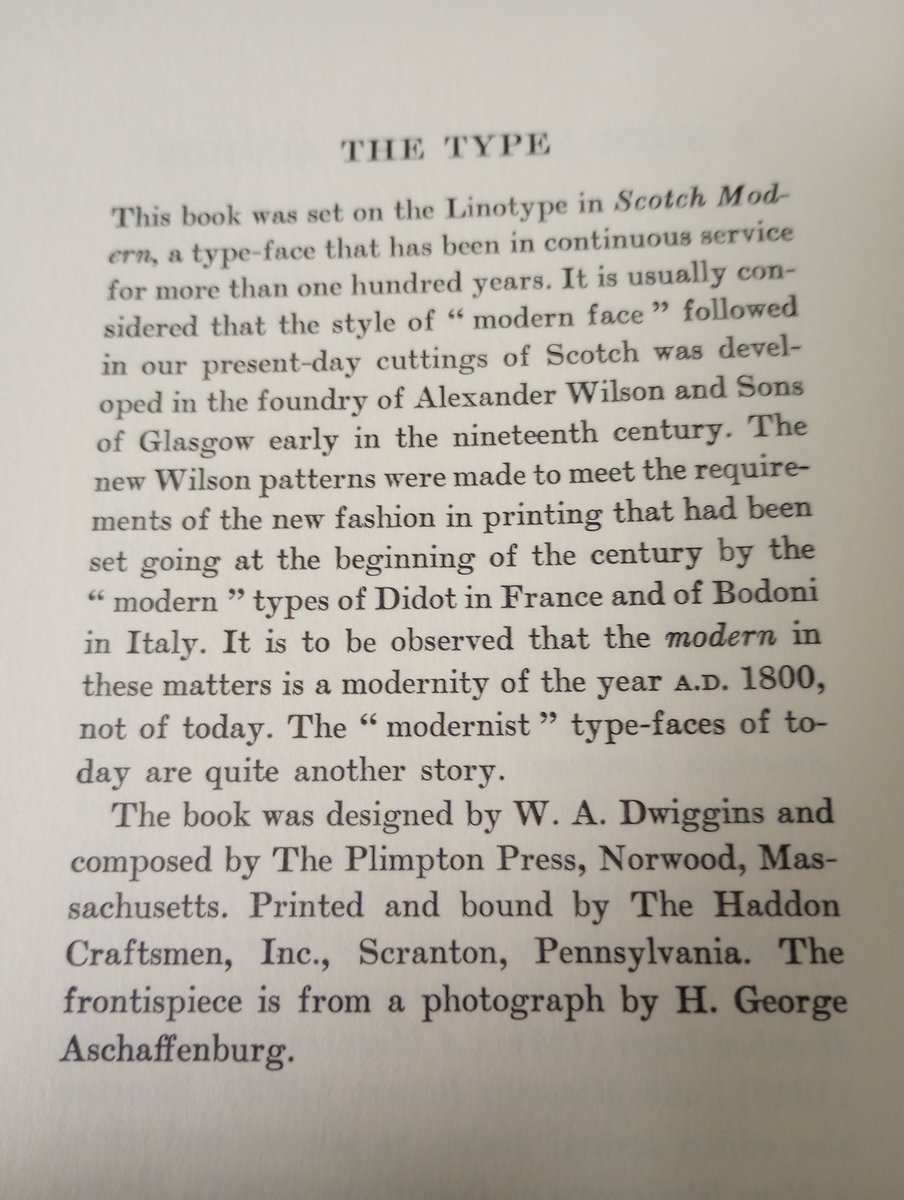 THE TYPE
This book was set on the Linotype in Scotch Mod-
ern, a type-face that has been in continuous service
for more than one hundred years. It is usually con-
sidered that the style of “ modern face ” followed
in our present-day cuttings of Scotch was devel-
oped in the foundry of Alexander Wilson and Sons
of Glasgow early in the nineteenth century. The
new Wilson patterns were made to meet the require-
ments of the new fashion in printing that had been
set going at the beginning of the century by the
“ modern ” types of Didot in France and of Bodoni
in Italy. It is to be observed that the modern in
these matters is a modernity of the year A.D. 1800,
not of today. The “ modernist ” type-faces of to-
day are quite another story.
The book was designed by W. A. Dwiggins and
composed by The Plimpton Press, Norwood, Mas-
sachusetts. Printed and bound by The Haddon
Craftsmen, Inc., Scranton, Pennsylvania. The
frontispiece is from a photograph by H. George
Aschaffenburg.